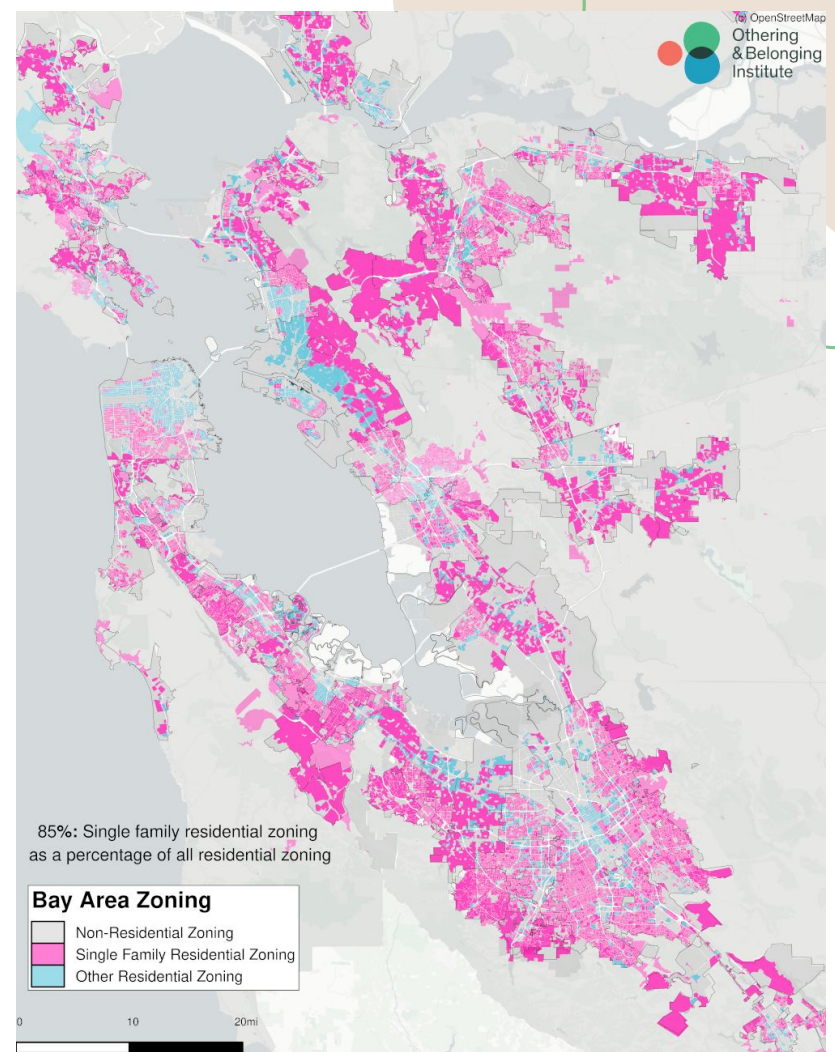 (c) OpenStreetMap
Othering
& Belonging
Institute
85%: Single family residential zoning
as a percentage of all residential zoning
Bay Area Zoning
Non-Residential Zoning
Single Family Residential Zoning
Other Residential Zoning
0 10 20mi